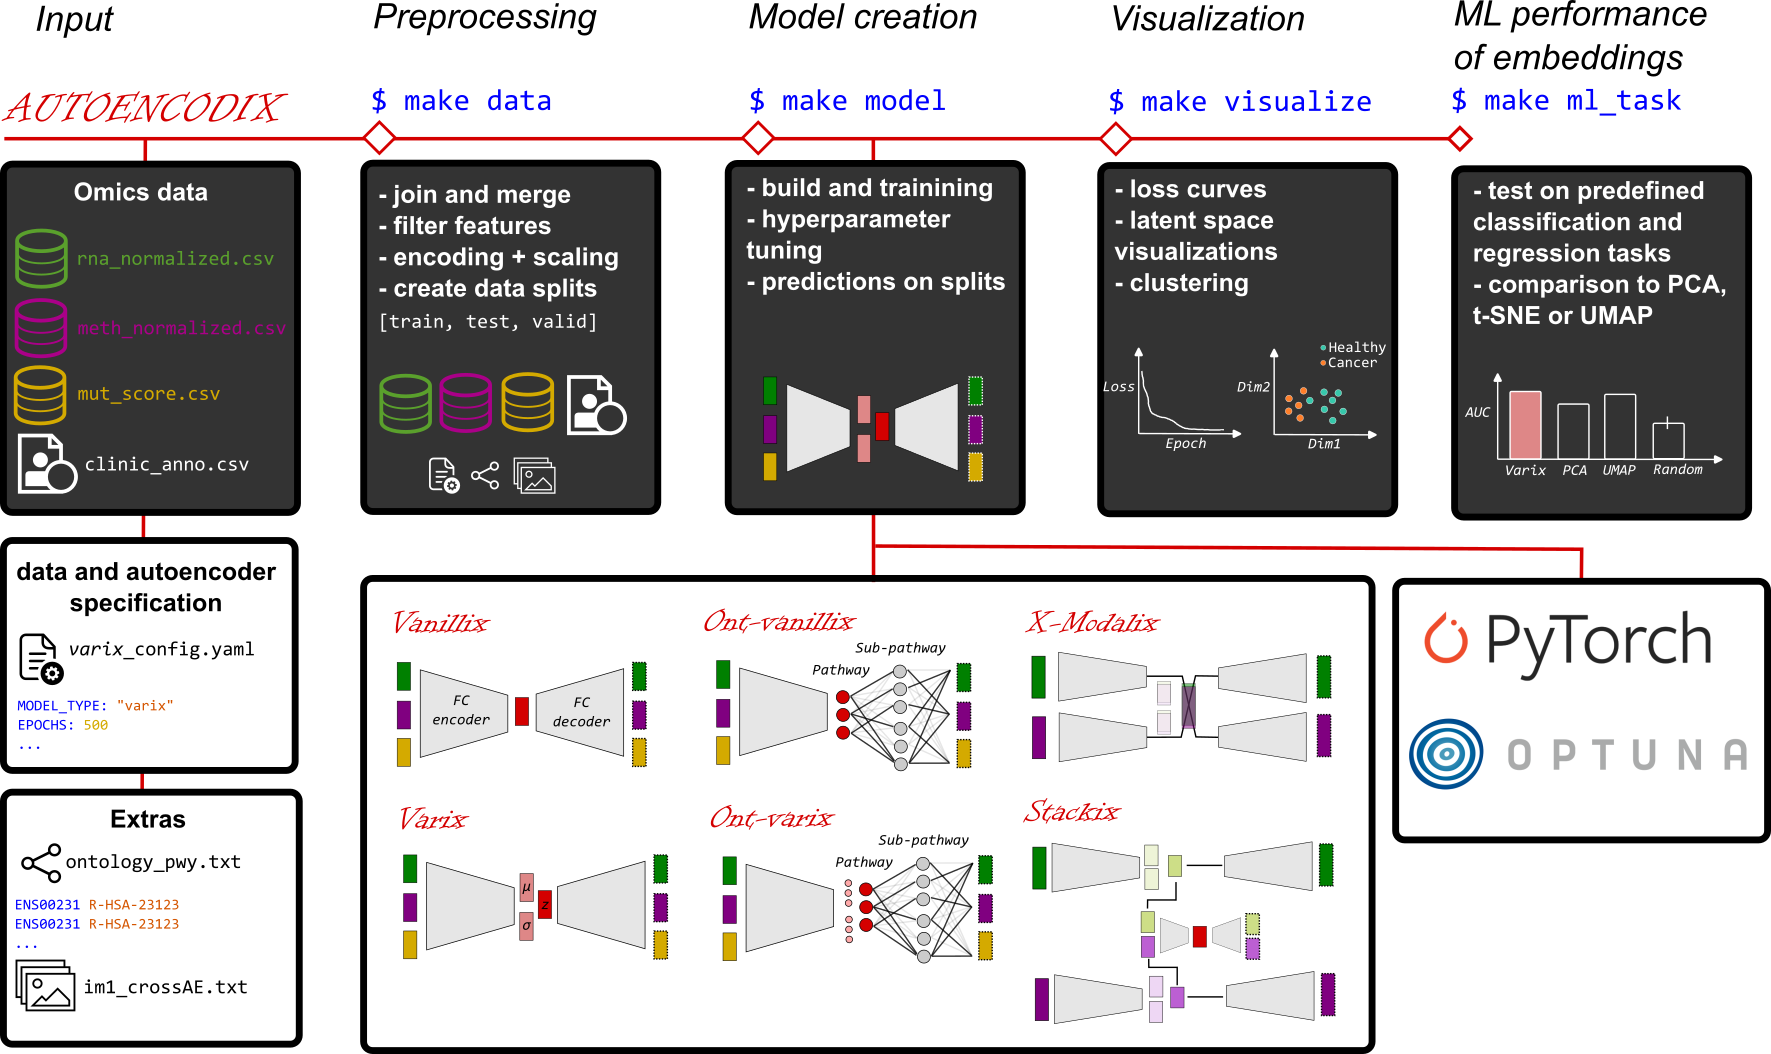 Input
Preprocessing
Model creation
Visualization
ML performance
of embeddings
AUTOENCODIX
$ make data
$ make model
$ make visualize
$ make ml_task
Omics data
rna_normalized.csv
meth_normalized.csv
mut_score.csv
clinic_anno.csv
- join and merge
- filter features
- encoding + scaling
- create data splits
[train, test, valid]
- build and trainining
- hyperparameter
tuning
- predictions on splits
- loss curves
- latent space
visualizations
- clustering
Loss
Epoch
Healthy
Cancer
Dim2
Dim1
- test on predefined
classification and
regression tasks
- comparison to PCA,
t-SNE or UMAP
AUC
Varix PCA UMAP Random
data and autoencoder
specification
varix_config.yaml
MODEL_TYPE: "varix"
EPOCHS: 500
...
Extras
ontology_pwy.txt
ENS00231 R-HSA-23123
ENS00231 R-HSA-23123
...
im1_crossAE.txt
Vanillix
FC
encoder
FC
decoder
Ont-vanillix
Sub-pathway
Pathway
X-Modalix
Varix
μ
σ
z
Ont-varix
Sub-pathway
Pathway
Stackix
PyTorch
OPTUNA